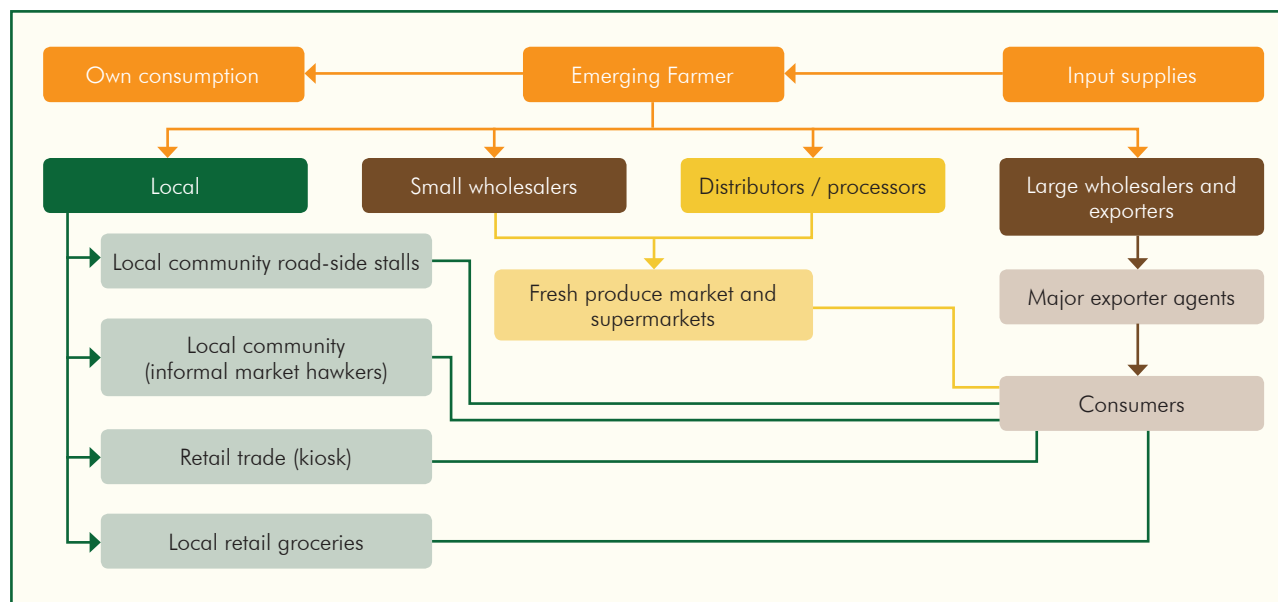 Own consumption
Emerging Farmer
Input supplies
Local
Small wholesalers
Distributors / processors
Large wholesalers and
exporters
Local community road-side stalls
Fresh produce market and
supermarkets
Major exporter agents
Local community
(informal market hawkers)
Consumers
Retail trade (kiosk)
Local retail groceries